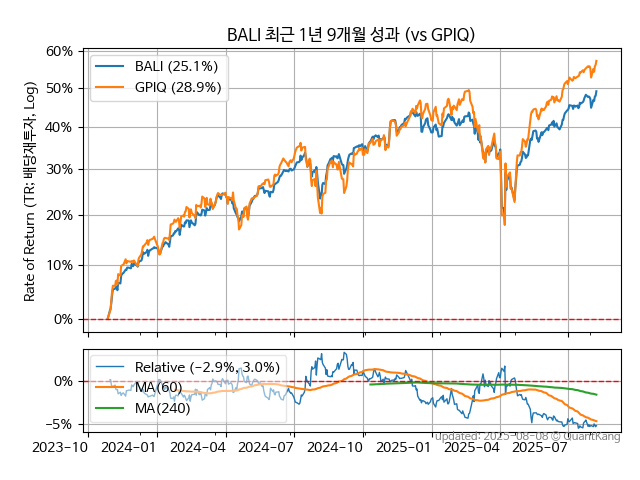 BALI 최근 1년 9개월 성과 (vs GPIQ)
Rate of Return (TR: 배당재투자, Log)
60%
50%
40%
30%
20%
10%
0%
BALI (25.1%)
GPIQ (28.9%)
0%
−5%
Relative (−2.9%, 3.0%)
MA(60)
MA(240)
updated: 2025-08-08 © QuantKang
2023−10 2024−01 2024−04 2024−07 2024−10 2025−01 2025−04 2025−07